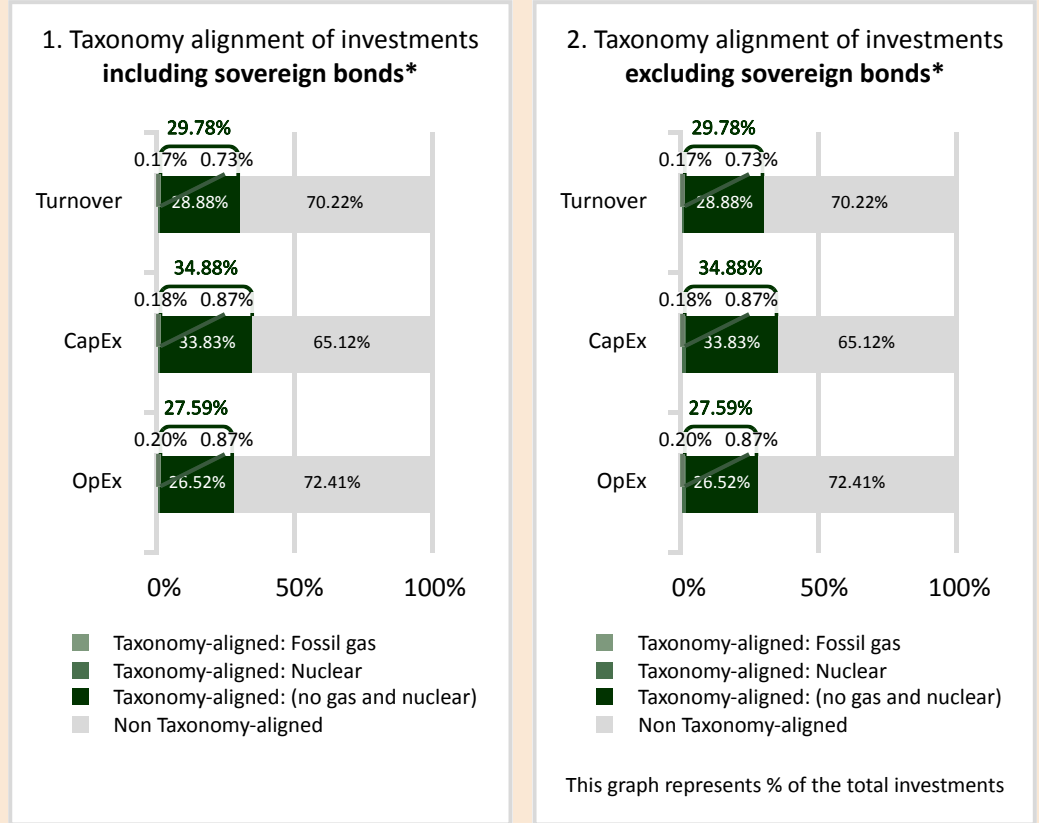 1. Taxonomy alignment of investments
including sovereign bonds*
29.78%
0.17% 0.73%
Turnover 28.88% 70.22%
34.88%
0.18% 0.87%
CapEx 33.83% 65.12%
27.59%
0.20% 0.87%
OpEx 26.52% 72.41%
0% 50% 100%
Taxonomy-aligned: Fossil gas
Taxonomy-aligned: Nuclear
Taxonomy-aligned: (no gas and nuclear)
Non Taxonomy-aligned
2. Taxonomy alignment of investments
excluding sovereign bonds*
29.78%
0.17% 0.73%
Turnover 28.88% 70.22%
34.88%
0.18% 0.87%
CapEx 33.83% 65.12%
27.59%
0.20% 0.87%
OpEx 26.52% 72.41%
0% 50% 100%
Taxonomy-aligned: Fossil gas
Taxonomy-aligned: Nuclear
Taxonomy-aligned: (no gas and nuclear)
Non Taxonomy-aligned
This graph represents % of the total investments